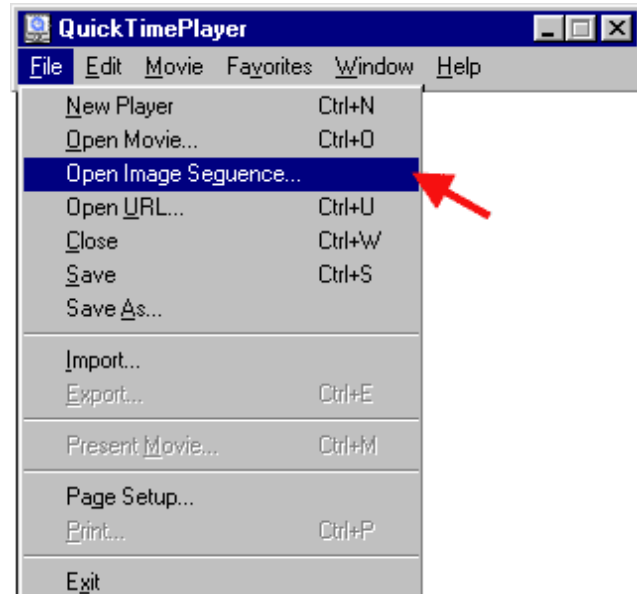 QuickTimePlayer
File Edit Movie Favorites Window Help
New Player Ctrl+N
Open Movie... Ctrl+O
Open Image Seguence...
Open URL... Ctrl+U
Close Ctrl+W
Save Ctrl+S
Save As...
Import...
Export... Ctrl+E
Present Movie... Ctrl+M
Page Setup...
Print... Ctrl+P
Exit